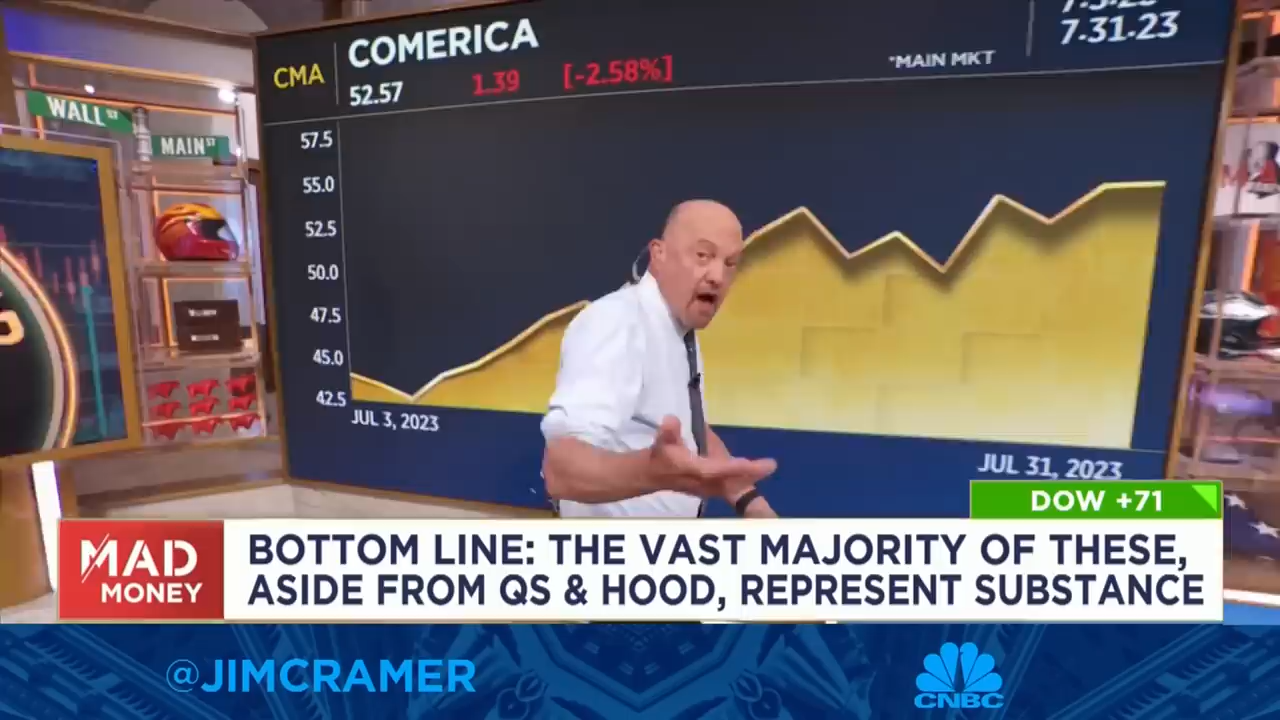 COMERICA
CMA
52.57 1.39 [-2.58%]
*MAIN MKT
7.31.23
WALL ST
MAIN ST
57.5
55.0
52.5
50.0
47.5
45.0
42.5
JUL 3, 2023
JUL 31, 2023
DOW +71
MAD
MONEY
BOTTOM LINE: THE VAST MAJORITY OF THESE,
ASIDE FROM QS & HOOD, REPRESENT SUBSTANCE
@JIMCRAMER
CNBC